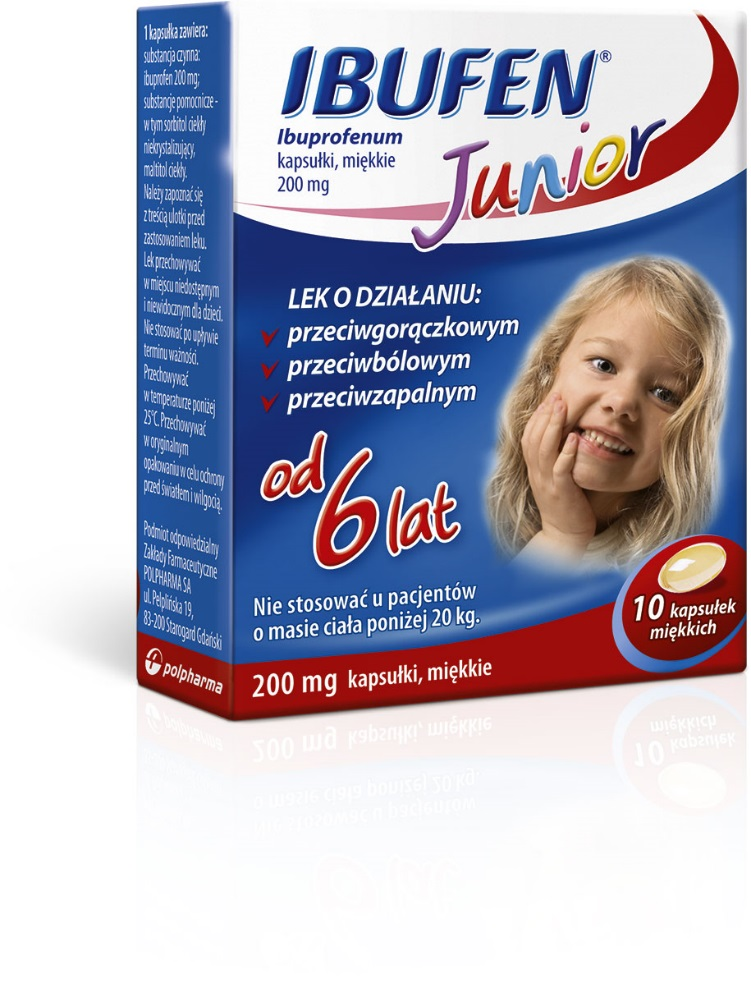 1 kapsułka zawiera:
substancja czynna:
ibuprofen 200 mg;
substancje pomocnicze -
w tym sorbitol ciekły
niekrystalizujący,
maltitol ciekły.
Należy zapoznać się
z treścią ulotki przed
zastosowaniem leku.
Lek przechowywać
w miejscu niedostępnym
i niewidocznym dla dzieci.
Nie stosować po upływie
terminu ważności.
Przechowywać
w temperaturze poniżej
25°C. Przechowywać
w oryginalnym
opakowaniu w celu ochrony
przed światłem i wilgocią.
Podmiot odpowiedzialny
Zakłady Farmaceutyczne
POLPHARMA SA
ul. Pelplińska 19,
83-200 Starogard Gdański
polpharma
IBUFEN®
Junior
Ibuprofenum
kapsułki, miękkie
200 mg
LEK O DZIAŁANIU:
przeciwgorączkowym
przeciwbólowym
przeciwzapalnym
od 6 lat
Nie stosować u pacjentów
o masie ciała poniżej 20 kg.
10 kapsułek
miękkich
200 mg kapsułki, miękkie